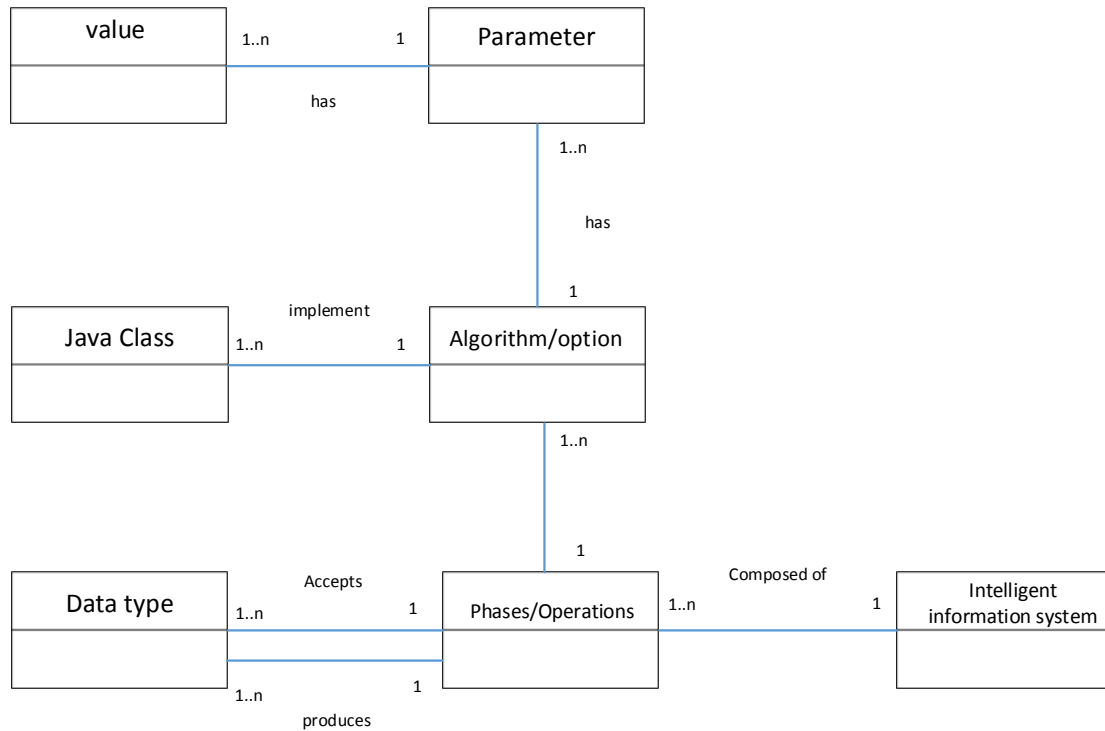 value
1..n
1
Parameter
has
1..n
has
1
implement
Java Class
1..n
1
Algorithm/option
1..n
1
Accepts
Composed of
Data type
1..n
1
Phases/Operations
1..n
1
Intelligent
information system
1..n
1
produces